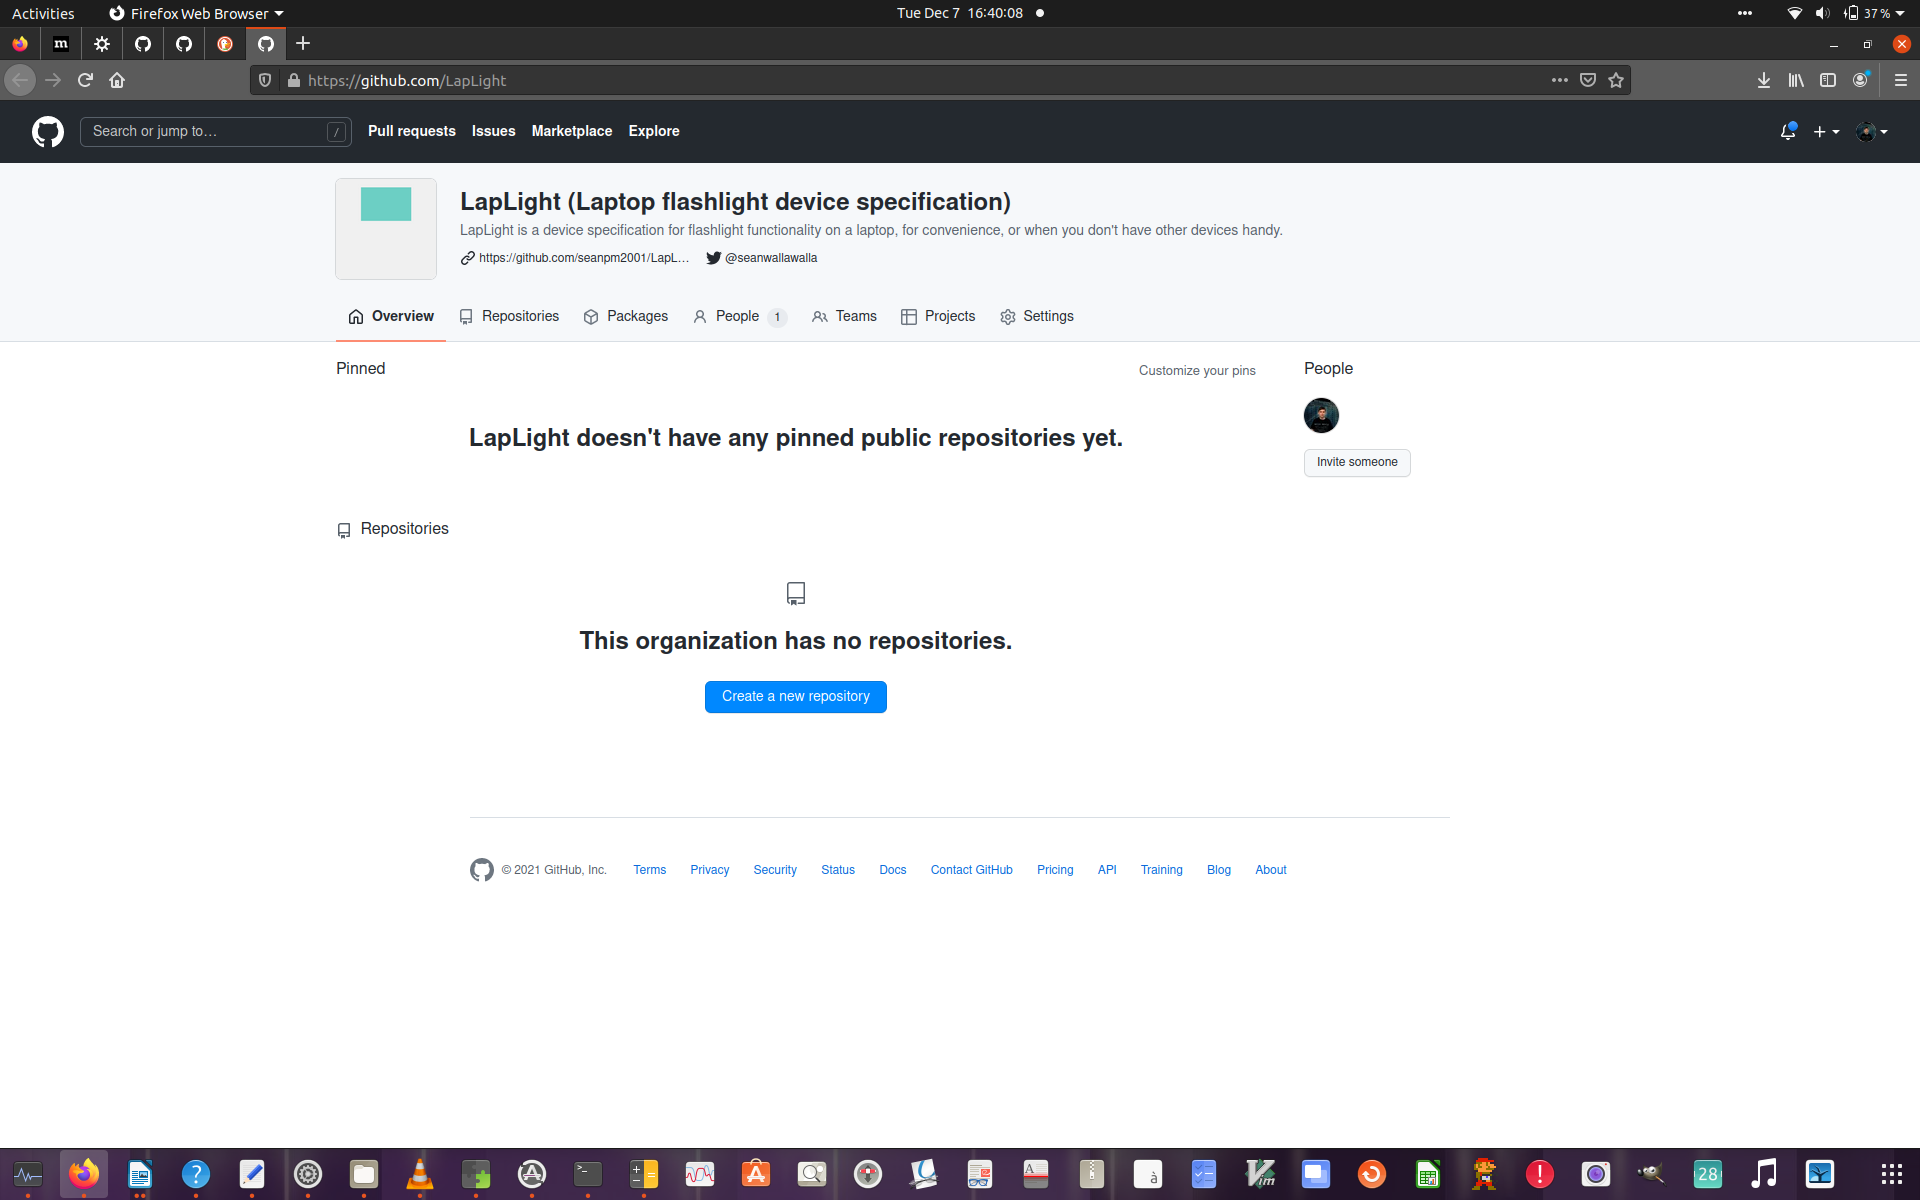 Activities Firefox Web Browser Tue Dec 7 16:40:08 37 %
m
https://github.com/LapLight
Search or jump to… / Pull requests Issues Marketplace Explore
LapLight (Laptop flashlight device specification)
LapLight is a device specification for flashlight functionality on a laptop, for convenience, or when you don't have other devices handy.
https://github.com/seanpm2001/LapL… @seanwallawalla
Overview Repositories Packages People 1 Teams Projects Settings
Pinned Customize your pins People
LapLight doesn't have any pinned public repositories yet.
Invite someone
Repositories
This organization has no repositories.
Create a new repository
© 2021 GitHub, Inc. Terms Privacy Security Status Docs Contact GitHub Pricing API Training Blog About
28